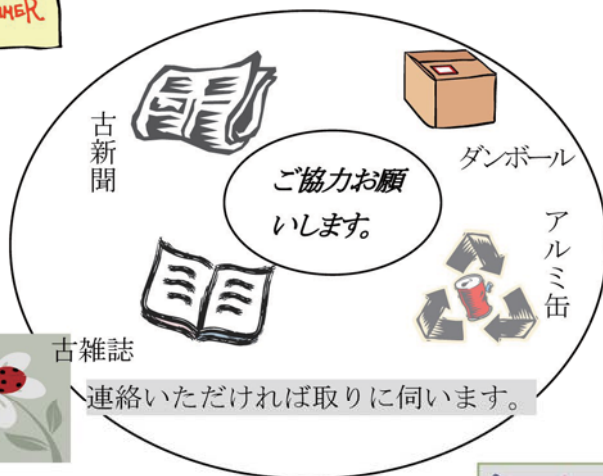 古新聞
ダンボール
ご協力お願
いします。
アルミ缶
古雑誌
連絡いただければ取りに伺います。